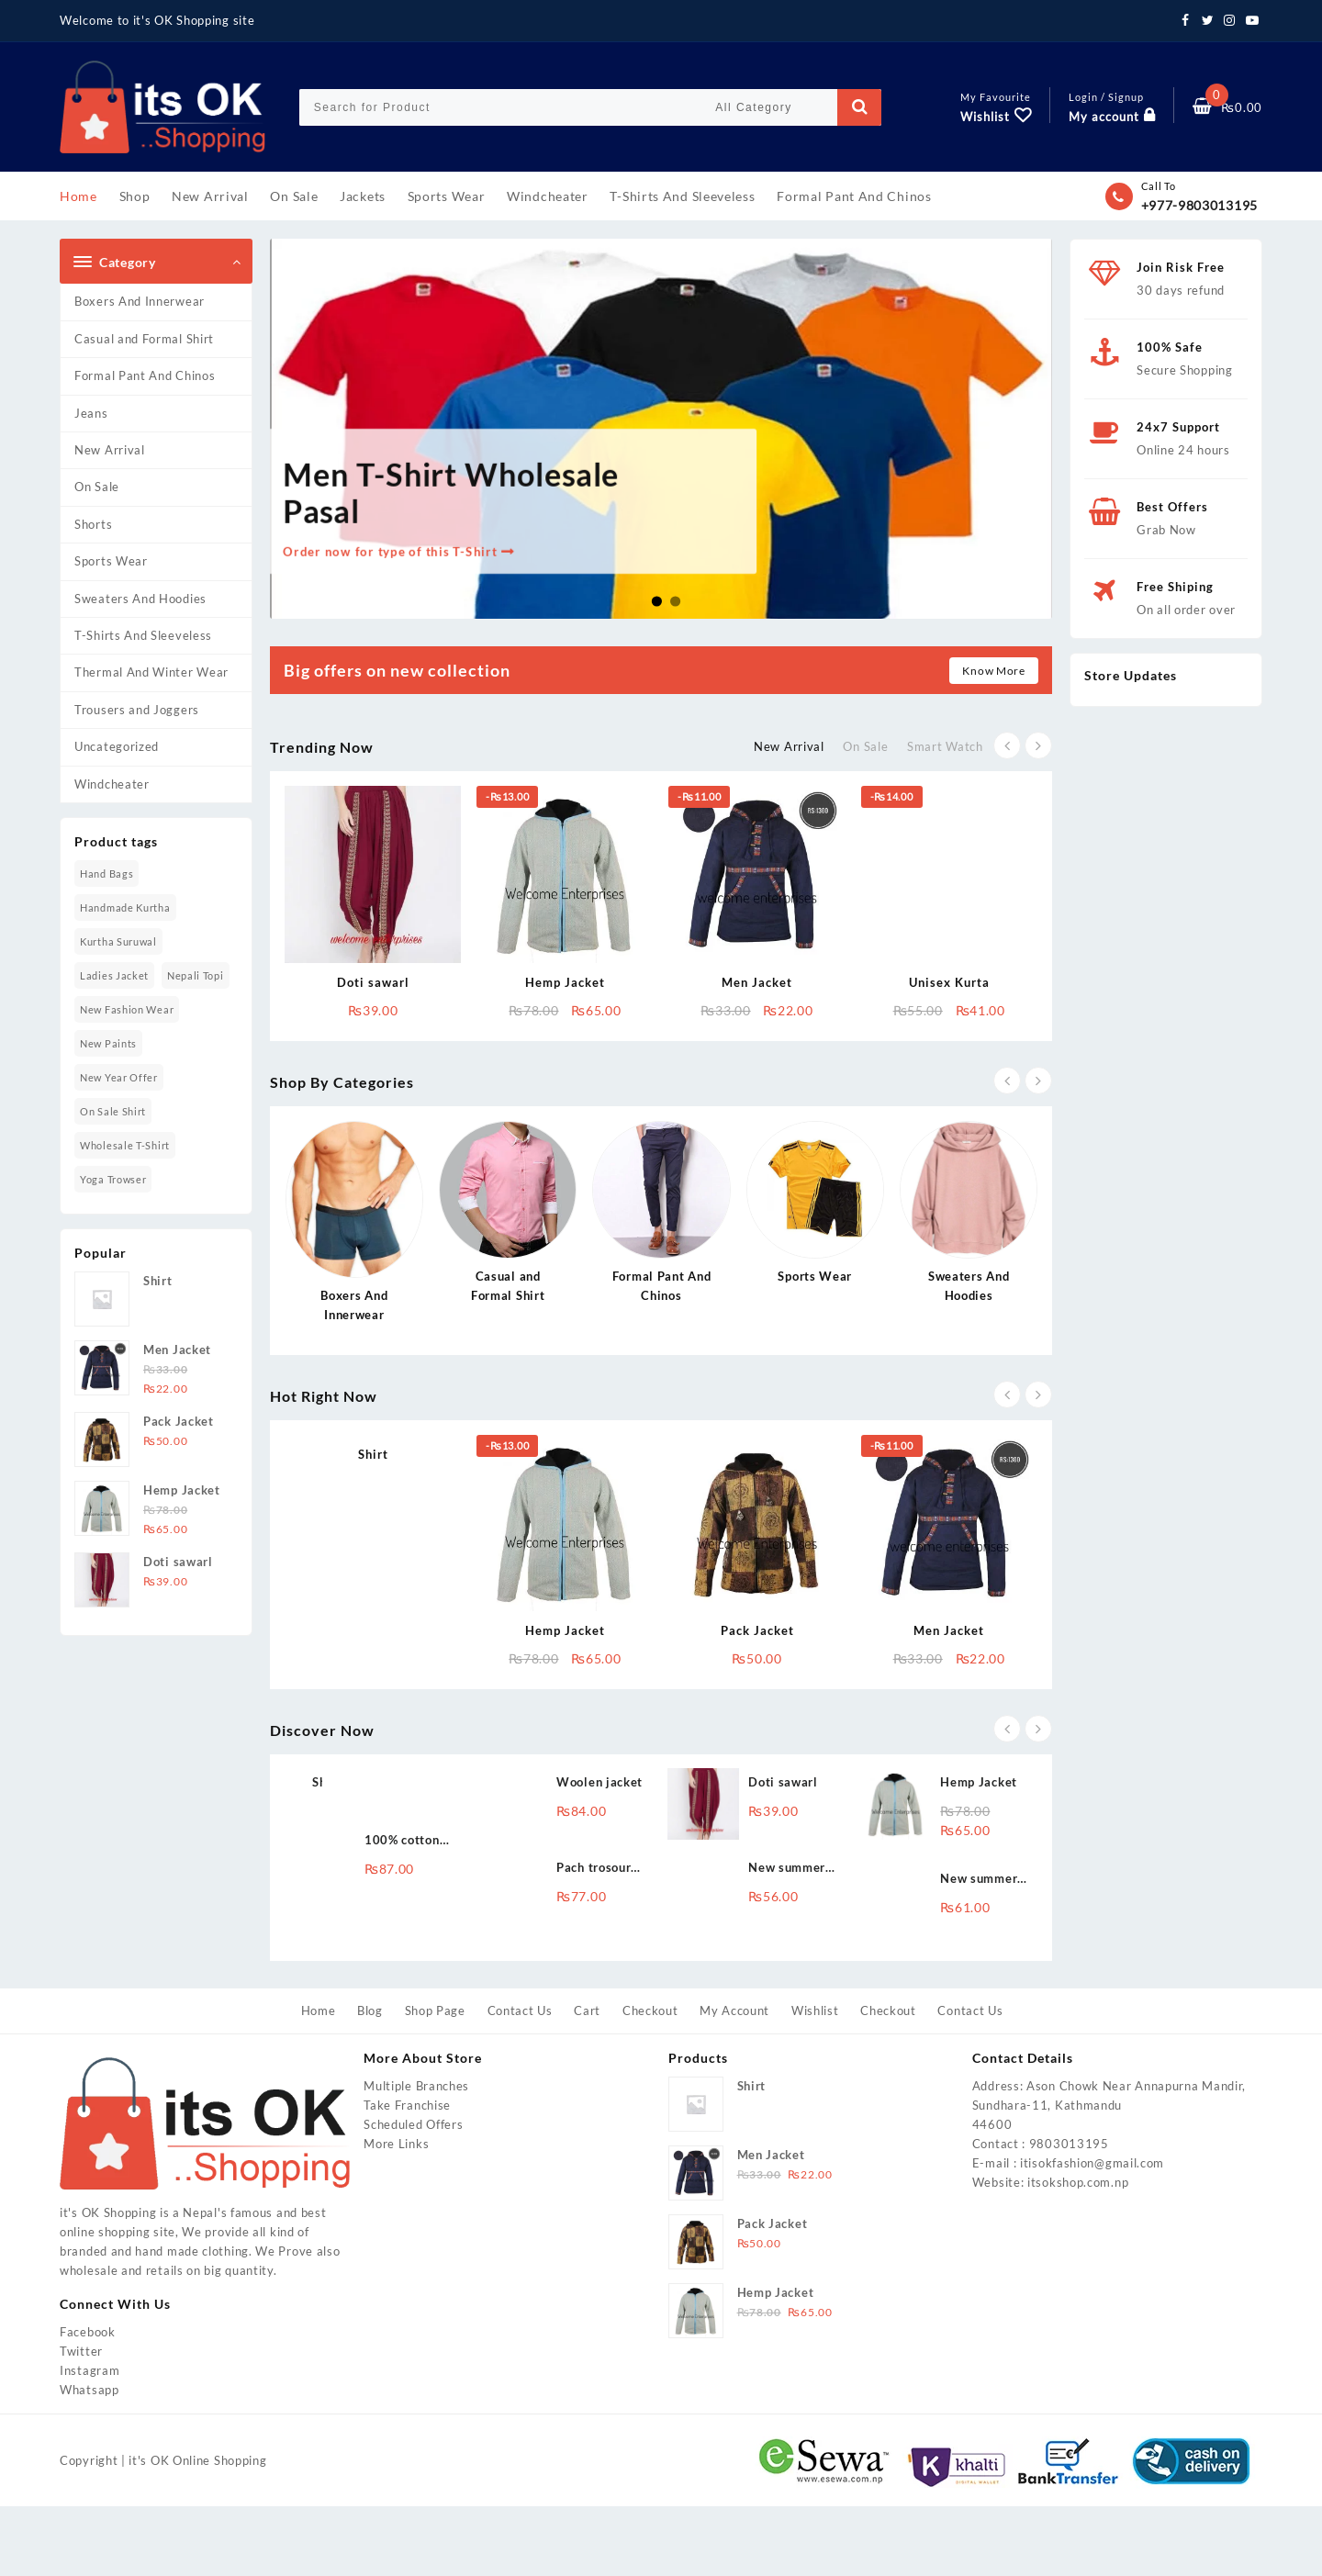 Welcome to it's OK Shopping site
its OK
..Shopping
Search for Product
All Category
My Favourite
Wishlist
Login / Signup
My account
0
₨0.00
Home
Shop
New Arrival
On Sale
Jackets
Sports Wear
Windcheater
T-Shirts And Sleeveless
Formal Pant And Chinos
Call To
+977-9803013195
Category
Boxers And Innerwear
Casual and Formal Shirt
Formal Pant And Chinos
Jeans
New Arrival
On Sale
Shorts
Sports Wear
Sweaters And Hoodies
T-Shirts And Sleeveless
Thermal And Winter Wear
Trousers and Joggers
Uncategorized
Windcheater
Product tags
Hand Bags
Handmade Kurtha
Kurtha Suruwal
Ladies Jacket
Nepali Topi
New Fashion Wear
New Paints
New Year Offer
On Sale Shirt
Wholesale T-Shirt
Yoga Trowser
Popular
Shirt
Men Jacket
₨33.00
₨22.00
Pack Jacket
₨50.00
Hemp Jacket
₨78.00
₨65.00
Doti sawarl
₨39.00
Men T-Shirt Wholesale
Pasal
Order now for type of this T-Shirt
Big offers on new collection
Know More
Trending Now
New Arrival
On Sale
Smart Watch
welcome enterprises
Doti sawarl
₨39.00
-₨13.00
Welcome Enterprises
Hemp Jacket
₨78.00 ₨65.00
-₨11.00
RS:1360
welcome enterprises
Men Jacket
₨33.00 ₨22.00
-₨14.00
Unisex Kurta
₨55.00 ₨41.00
Shop By Categories
Boxers And
Innerwear
Casual and
Formal Shirt
Formal Pant And
Chinos
Sports Wear
Sweaters And
Hoodies
Hot Right Now
Shirt
-₨13.00
Welcome Enterprises
Hemp Jacket
₨78.00 ₨65.00
Welcome Enterprises
Pack Jacket
₨50.00
-₨11.00
RS:1360
welcome enterprises
Men Jacket
₨33.00 ₨22.00
Discover Now
100% cotton...
₨87.00
Woolen jacket
₨84.00
Pach trosour...
₨77.00
Doti sawarl
₨39.00
New summer...
₨56.00
Hemp Jacket
₨78.00
₨65.00
New summer...
₨61.00
Join Risk Free
30 days refund
100% Safe
Secure Shopping
24x7 Support
Online 24 hours
Best Offers
Grab Now
Free Shiping
On all order over
Store Updates
Home
Blog
Shop Page
Contact Us
Cart
Checkout
My Account
Wishlist
Checkout
Contact Us
its OK
..Shopping
it's OK Shopping is a Nepal's famous and best
online shopping site, We provide all kind of
branded and hand made clothing. We Prove also
wholesale and retails on big quantity.
Connect With Us
Facebook
Twitter
Instagram
Whatsapp
More About Store
Multiple Branches
Take Franchise
Scheduled Offers
More Links
Products
Shirt
Men Jacket
₨33.00 ₨22.00
Pack Jacket
₨50.00
Hemp Jacket
₨78.00 ₨65.00
Contact Details
Address: Ason Chowk Near Annapurna Mandir,
Sundhara-11, Kathmandu
44600
Contact : 9803013195
E-mail : itisokfashion@gmail.com
Website: itsokshop.com.np
Copyright | it's OK Online Shopping
eSewa
www.esewa.com.np
khalti
DIGITAL WALLET
BankTransfer
cash on
delivery